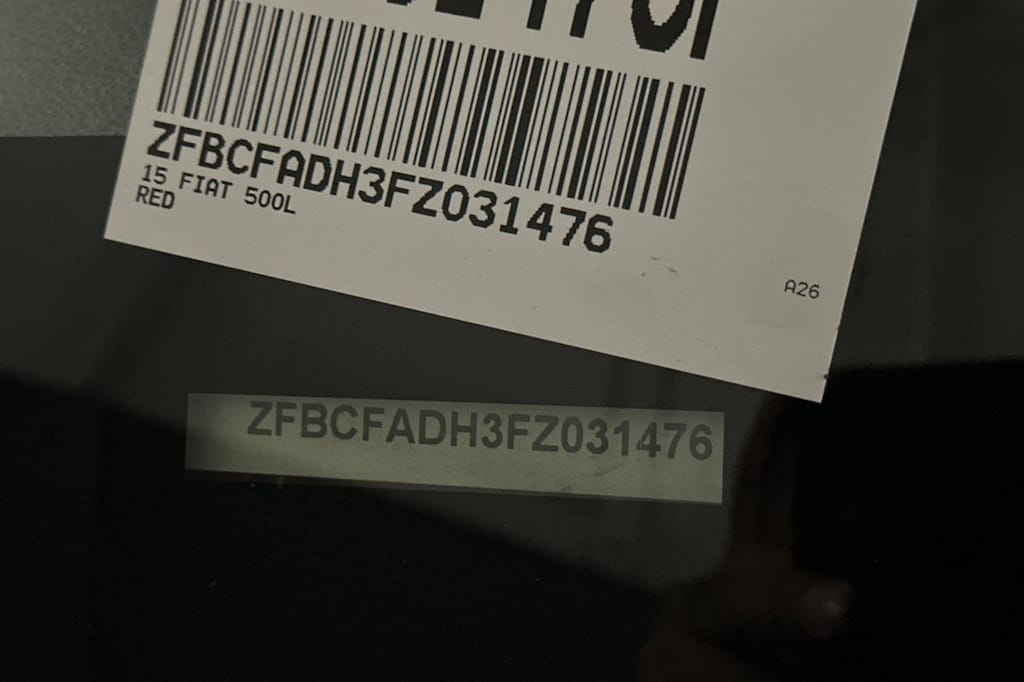 ZFBCFADH3FZ031476
15 FIAT 500L
RED
A26
ZFBCFADH3FZ031476